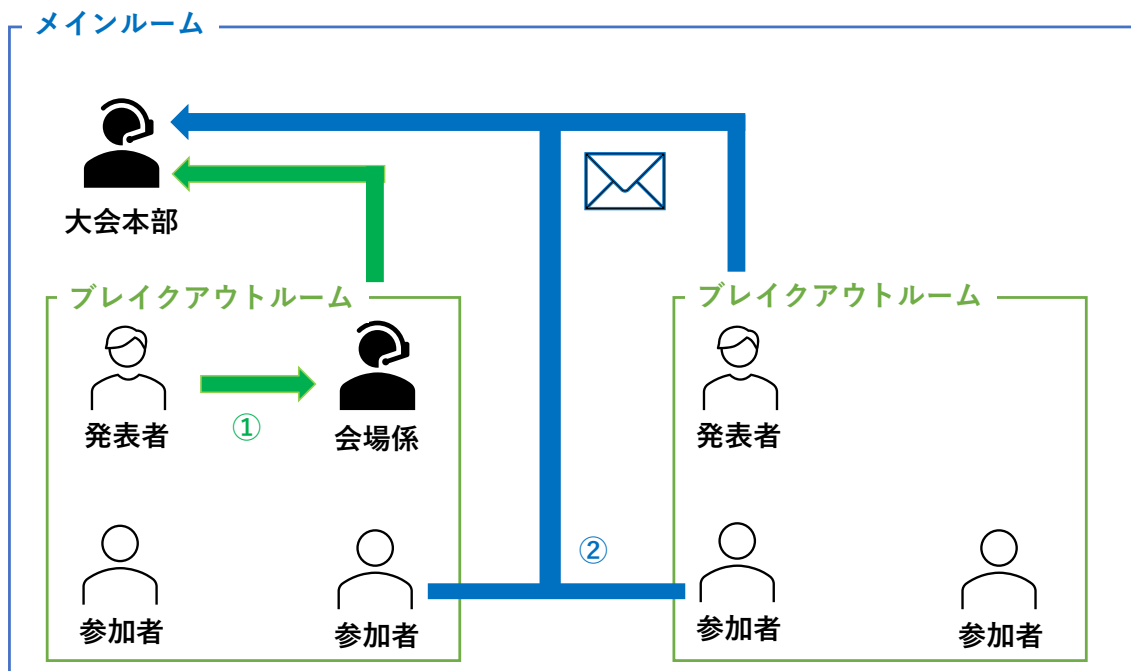 メインルーム
大会本部
ブレイクアウトルーム
ブレイクアウトルーム
①
発表者
会場係
発表者
②
参加者
参加者
参加者
参加者